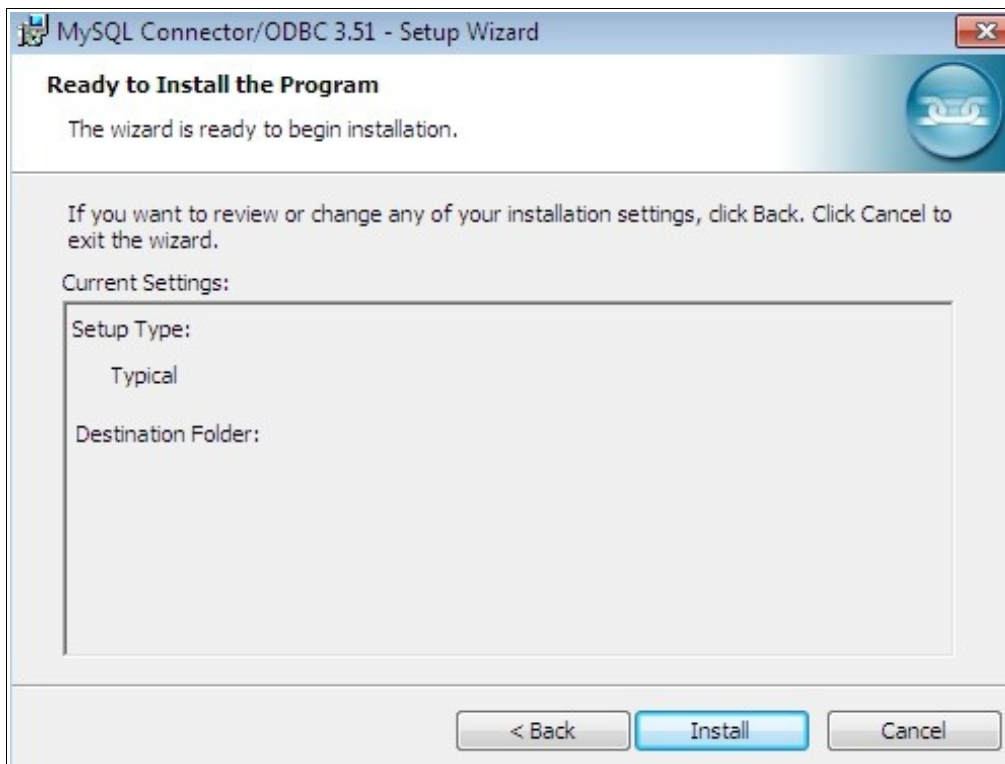 MySQL Connector/ODBC 3.51 - Setup Wizard
Ready to Install the Program
The wizard is ready to begin installation.
If you want to review or change any of your installation settings, click Back. Click Cancel to
exit the wizard.
Current Settings:
Setup Type:
Typical
Destination Folder:
< Back
Install
Cancel